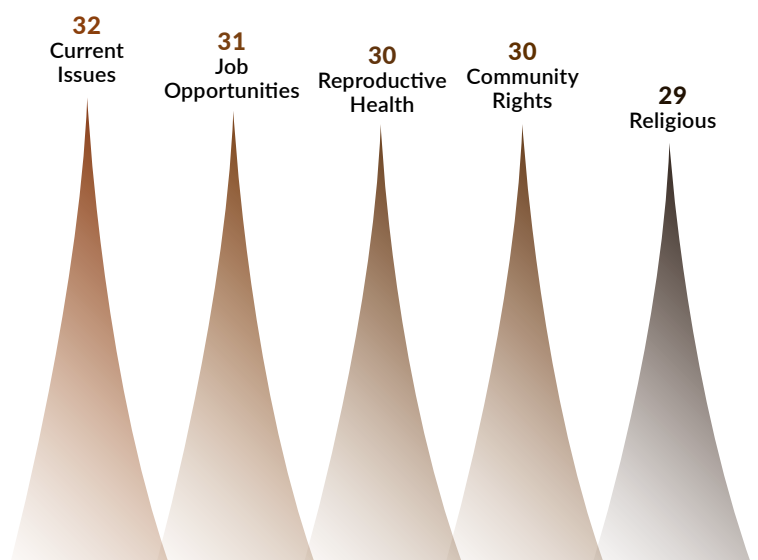 32
Current
Issues
31
Job
Opportunities
30
Reproductive
Health
30
Community
Rights
29
Religious